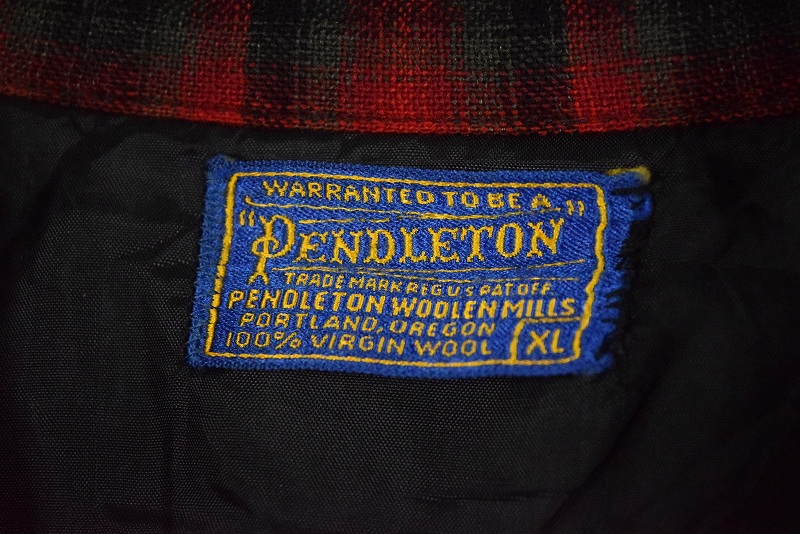 WARRANTED TO BE A
"PENDLETON"
TRADE MARK REG U S PAT OFF.
PENDLETON WOOLEN MILLS
PORTLAND, OREGON
100% VIRGIN WOOL XL